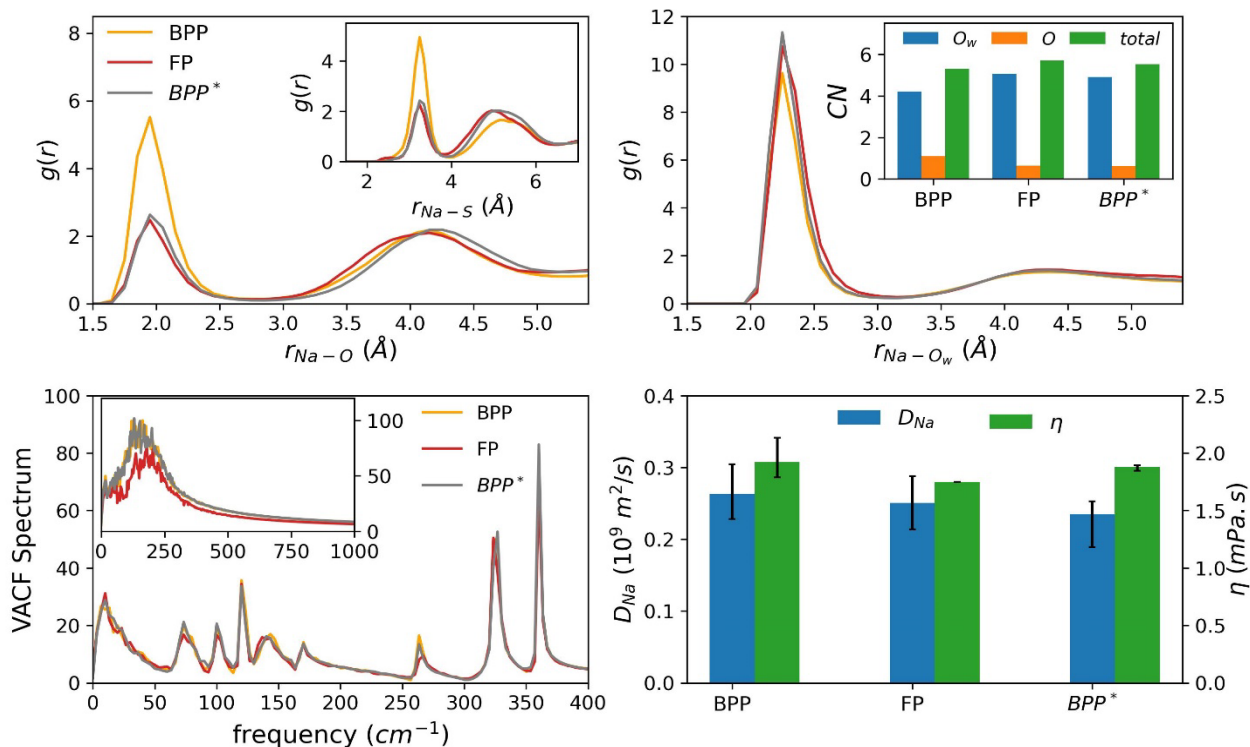 BPP
FP
BPP*
g(r)
8
6
4
2
0
1.5 2.0 2.5 3.0 3.5 4.0 4.5 5.0
r_{Na-O} (Å)
g(r)
4
2
0
2 4 6
r_{Na-S} (Å)
g(r)
12
10
8
6
4
2
0
1.5 2.0 2.5 3.0 3.5 4.0 4.5 5.0
r_{Na-O_w} (Å)
O_w O total
CN
6
4
2
0
BPP FP BPP*
VACF Spectrum
100
80
60
40
20
0
0 50 100 150 200 250 300 350 400
frequency (cm⁻¹)
100
50
0
0 250 500 750 1000
BPP
FP
BPP*
D_{Na} (10⁹ m²/s)
0.4
0.3
0.2
0.1
0.0
D_{Na} η
BPP FP BPP*
2.5
2.0
1.5
1.0
0.5
0.0
η (mPa.s)